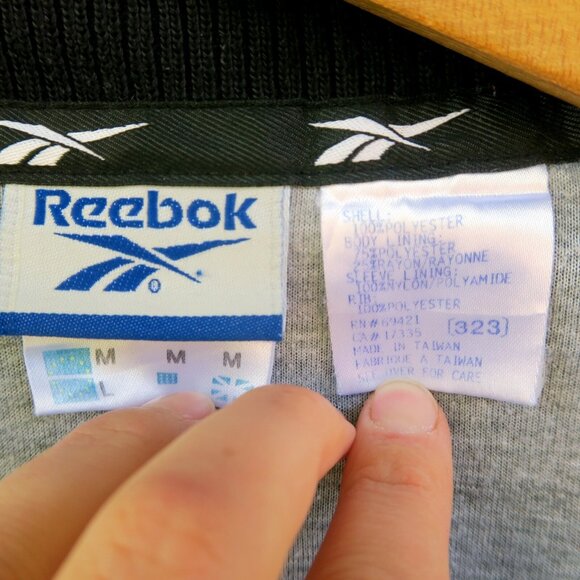 Reebok
M M M
L
SHELL:
100%POLYESTER
BODY LINING:
POLYESTER
RAYON/RAYONNE
SLEEVE LINING:
100%NYLON/POLYAMIDE
RIB:
100%POLYESTER
RN# 69421
CA# 17335 [323]
MADE IN TAIWAN
FABRIQUE A TAIWAN
SEE OVER FOR CARE